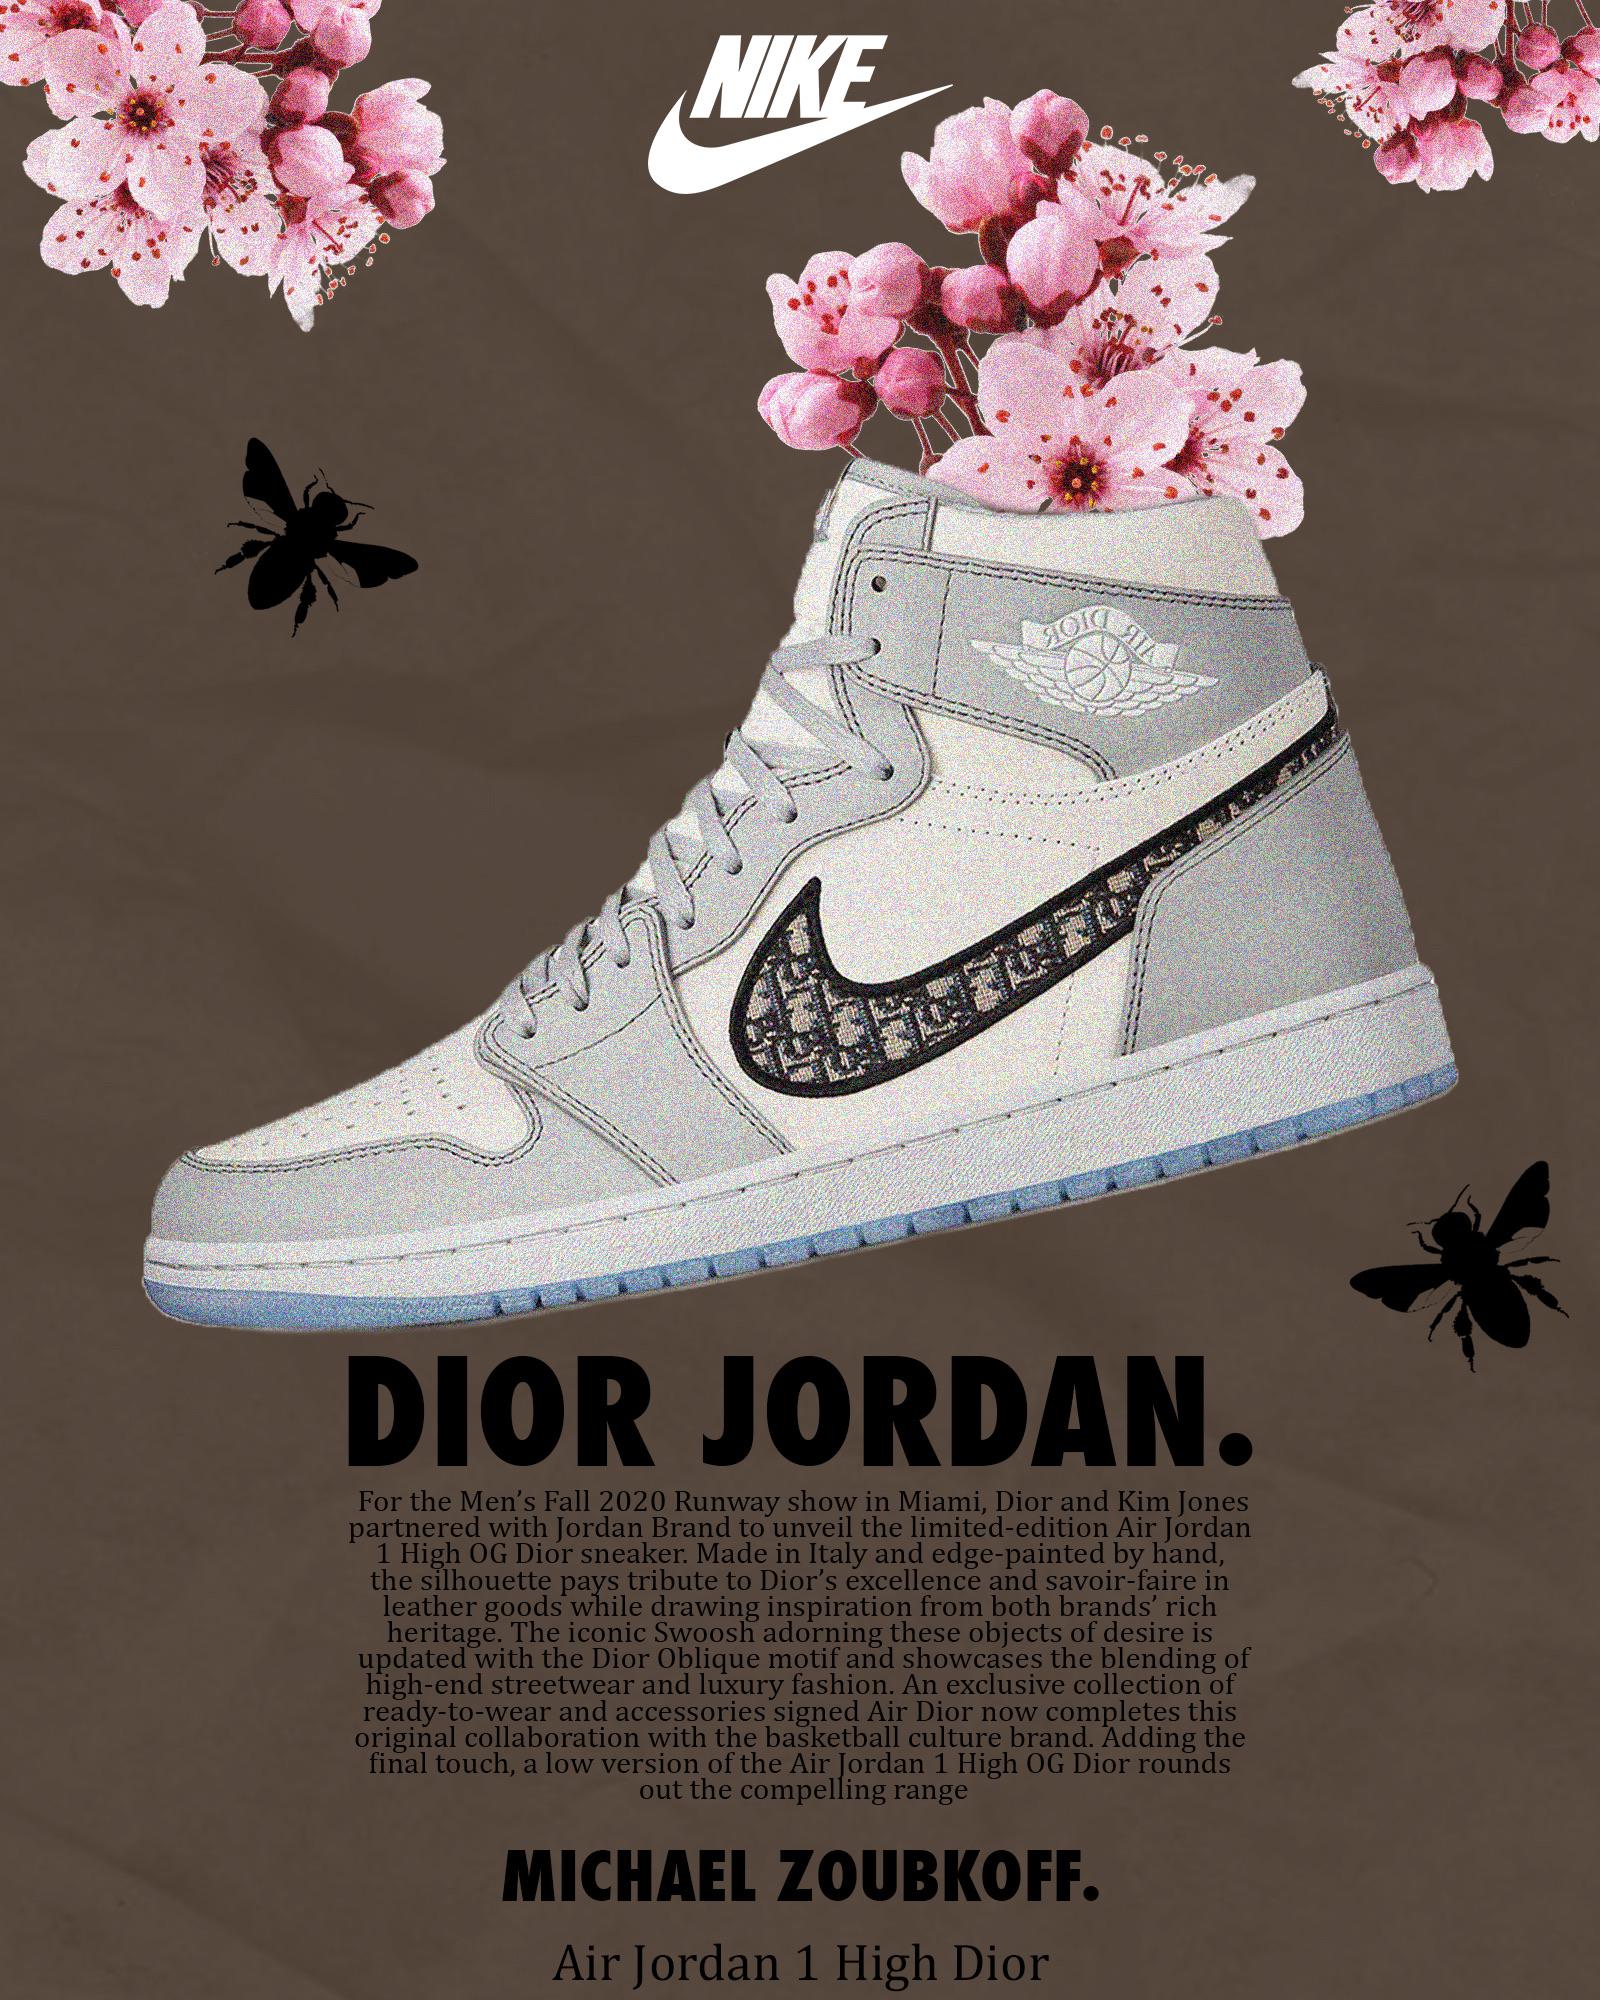 NIKE
AIR DIOR
DIOR JORDAN.
For the Men’s Fall 2020 Runway show in Miami, Dior and Kim Jones
partnered with Jordan Brand to unveil the limited-edition Air Jordan
1 High OG Dior sneaker. Made in Italy and edge-painted by hand,
the silhouette pays tribute to Dior’s excellence and savoir-faire in
leather goods while drawing inspiration from both brands’ rich
heritage. The iconic Swoosh adorning these objects of desire is
updated with the Dior Oblique motif and showcases the blending of
high-end streetwear and luxury fashion. An exclusive collection of
ready-to-wear and accessories signed Air Dior now completes this
original collaboration with the basketball culture brand. Adding the
final touch, a low version of the Air Jordan 1 High OG Dior rounds
out the compelling range
MICHAEL ZOUBKOFF.
Air Jordan 1 High Dior